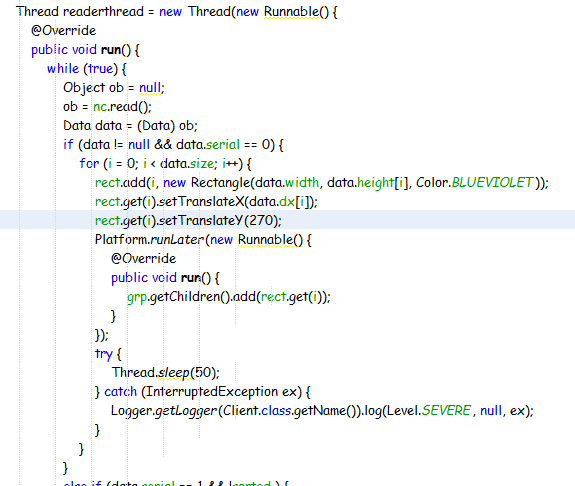 Thread readerthread = new Thread(new Runnable() {
@Override
public void run() {
while (true) {
Object ob = null;
ob = nc.read();
Data data = (Data) ob;
if (data != null && data.serial == 0) {
for (i = 0; i < data.size; i++) {
rect.add(i, new Rectangle(data.width, data.height[i], Color.BLUEVIOLET));
rect.get(i).setTranslateX(data.dx[i]);
rect.get(i).setTranslateY(270);
Platform.runLater(new Runnable() {
@Override
public void run() {
grp.getChildren().add(rect.get(i));
}
});
try {
Thread.sleep(50);
} catch (InterruptedException ex) {
Logger.getLogger(Client.class.getName()).log(Level.SEVERE, null, ex);
}
}
}
else if (data.serial == 1 &&